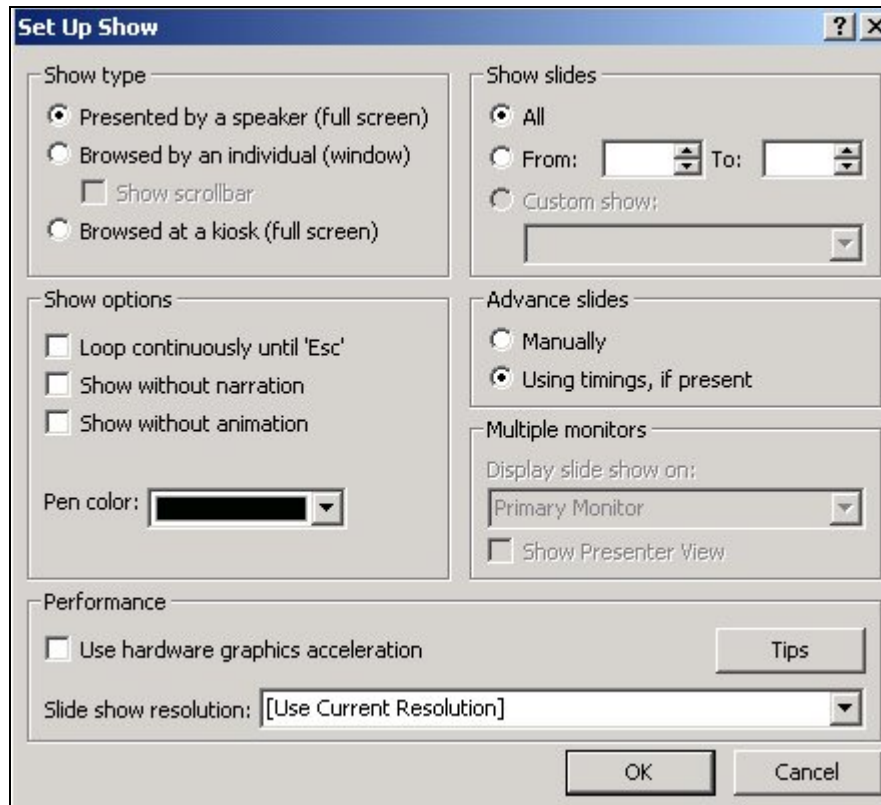 Set Up Show
Show type
Presented by a speaker (full screen)
Browsed by an individual (window)
Show scrollbar
Browsed at a kiosk (full screen)
Show slides
All
From: To:
Custom show:
Show options
Loop continuously until 'Esc'
Show without narration
Show without animation
Pen color:
Advance slides
Manually
Using timings, if present
Multiple monitors
Display slide show on:
Primary Monitor
Show Presenter View
Performance
Use hardware graphics acceleration
Tips
Slide show resolution: [Use Current Resolution]
OK Cancel